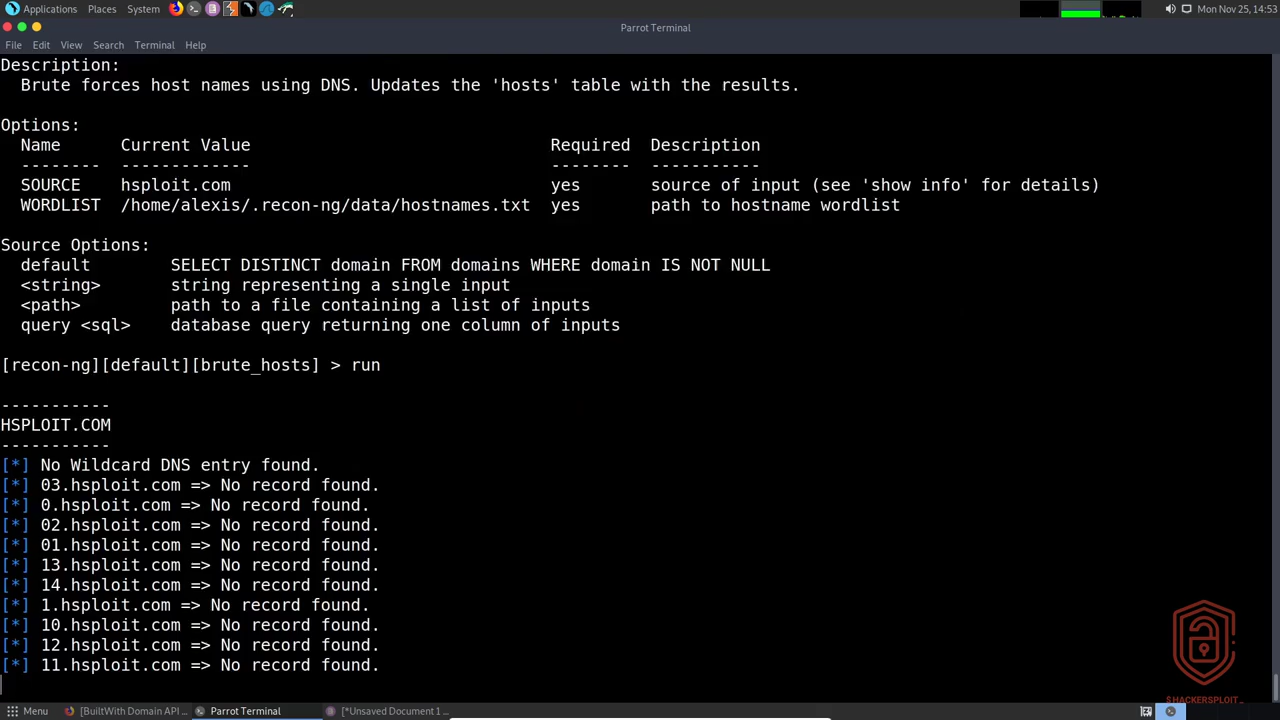 Applications Places System Mon Nov 25, 14:53
Parrot Terminal
File Edit View Search Terminal Help
Description:
Brute forces host names using DNS. Updates the 'hosts' table with the results.
Options:
Name Current Value Required Description
-------- ------------- -------- -----------
SOURCE hsploit.com yes source of input (see 'show info' for details)
WORDLIST /home/alexis/.recon-ng/data/hostnames.txt yes path to hostname wordlist
Source Options:
default SELECT DISTINCT domain FROM domains WHERE domain IS NOT NULL
<string> string representing a single input
<path> path to a file containing a list of inputs
query <sql> database query returning one column of inputs
[recon-ng][default][brute_hosts] > run
-----------
HSPLOIT.COM
-----------
[*] No Wildcard DNS entry found.
[*] 03.hsploit.com => No record found.
[*] 0.hsploit.com => No record found.
[*] 02.hsploit.com => No record found.
[*] 01.hsploit.com => No record found.
[*] 13.hsploit.com => No record found.
[*] 14.hsploit.com => No record found.
[*] 1.hsploit.com => No record found.
[*] 10.hsploit.com => No record found.
[*] 12.hsploit.com => No record found.
[*] 11.hsploit.com => No record found.
HACKERSPLOIT_
Menu [BuiltWith Domain API ... Parrot Terminal [*Unsaved Document 1 ...